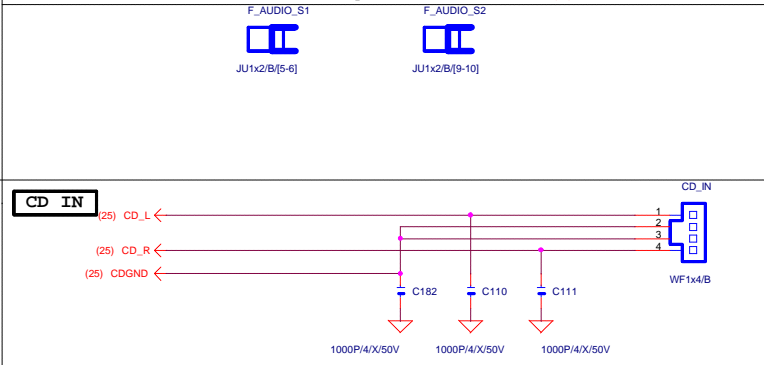 F_AUDIO_S1 F_AUDIO_S2
JU1x2/B/[5-6] JU1x2/B/[9-10]
CD_IN
CD IN
(25) CD_L 1
2
3
(25) CD_R 4
(25) CDGND
WF1x4/B
C182 C110 C111
1000P/4/X/50V 1000P/4/X/50V 1000P/4/X/50V